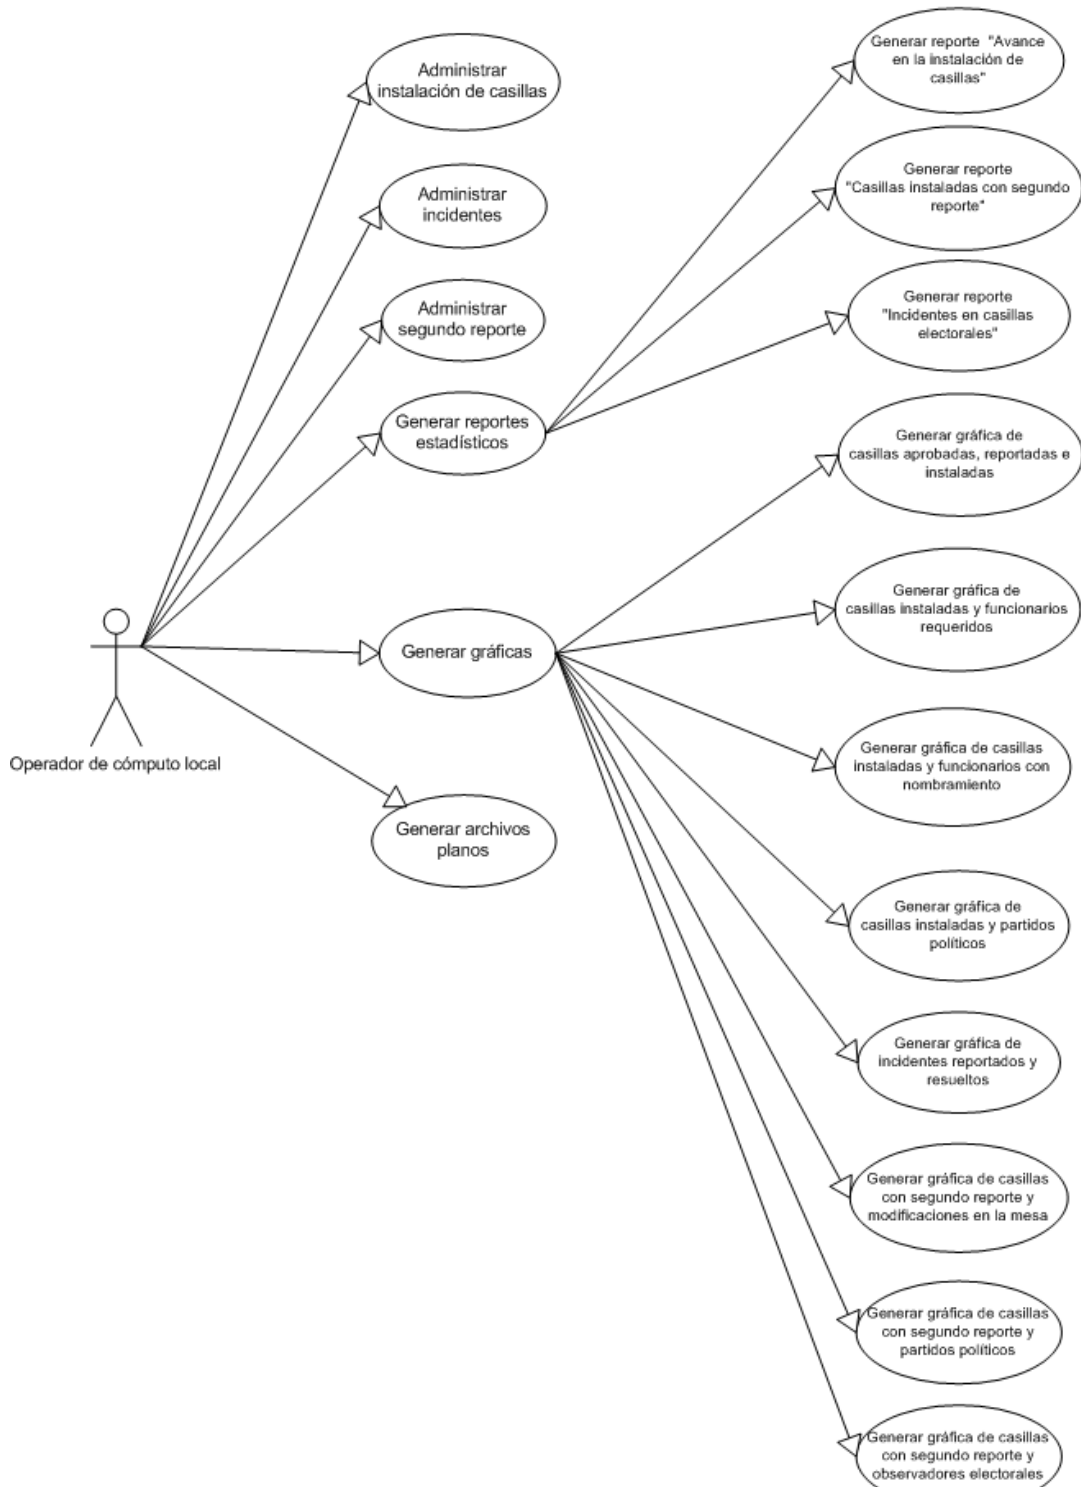 Administrar
instalación de casillas
Administrar
incidentes
Administrar
segundo reporte
Generar reportes
estadísticos
Generar gráficas
Operador de cómputo local
Generar archivos
planos
Generar reporte "Avance
en la instalación de
casillas"
Generar reporte
"Casillas instaladas con segundo
reporte"
Generar reporte
"Incidentes en casillas
electorales"
Generar gráfica de
casillas aprobadas, reportadas e
instaladas
Generar gráfica de
casillas instaladas y funcionarios
requeridos
Generar gráfica de casillas
instaladas y funcionarios con
nombramiento
Generar gráfica de
casillas instaladas y partidos
políticos
Generar gráfica de
incidentes reportados y
resueltos
Generar gráfica de casillas
con segundo reporte y
modificaciones en la mesa
Generar gráfica de casillas
con segundo reporte y
partidos políticos
Generar gráfica de casillas
con segundo reporte y
observadores electorales